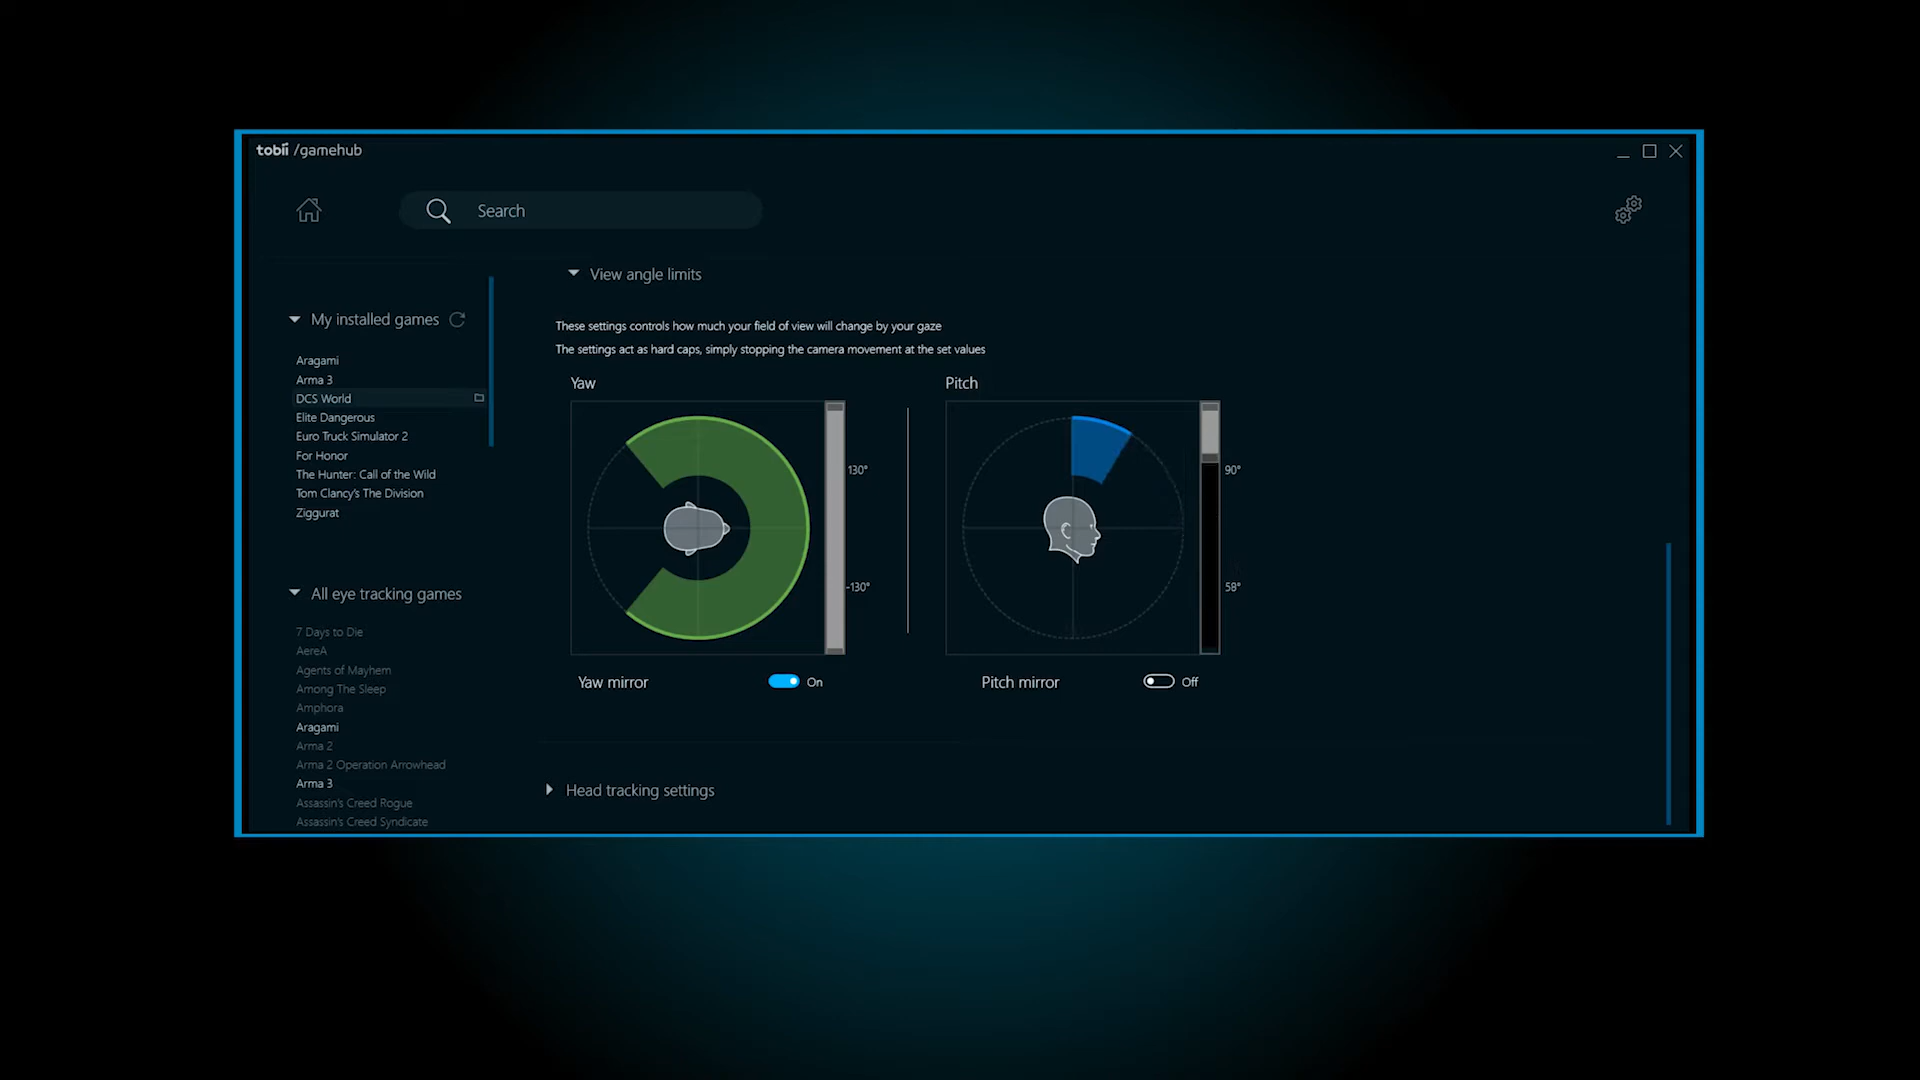 tobii /gamehub
Search
My installed games
Aragami
Arma 3
DCS World
Elite Dangerous
Euro Truck Simulator 2
For Honor
The Hunter: Call of the Wild
Tom Clancy's The Division
Ziggurat
All eye tracking games
7 Days to Die
AereA
Agents of Mayhem
Among The Sleep
Amphora
Aragami
Arma 2
Arma 2 Operation Arrowhead
Arma 3
Assassin's Creed Rogue
Assassin's Creed Syndicate
View angle limits
These settings controls how much your field of view will change by your gaze
The settings act as hard caps, simply stopping the camera movement at the set values
Yaw
130°
-130°
Yaw mirror
On
Pitch
90°
58°
Pitch mirror
Off
Head tracking settings